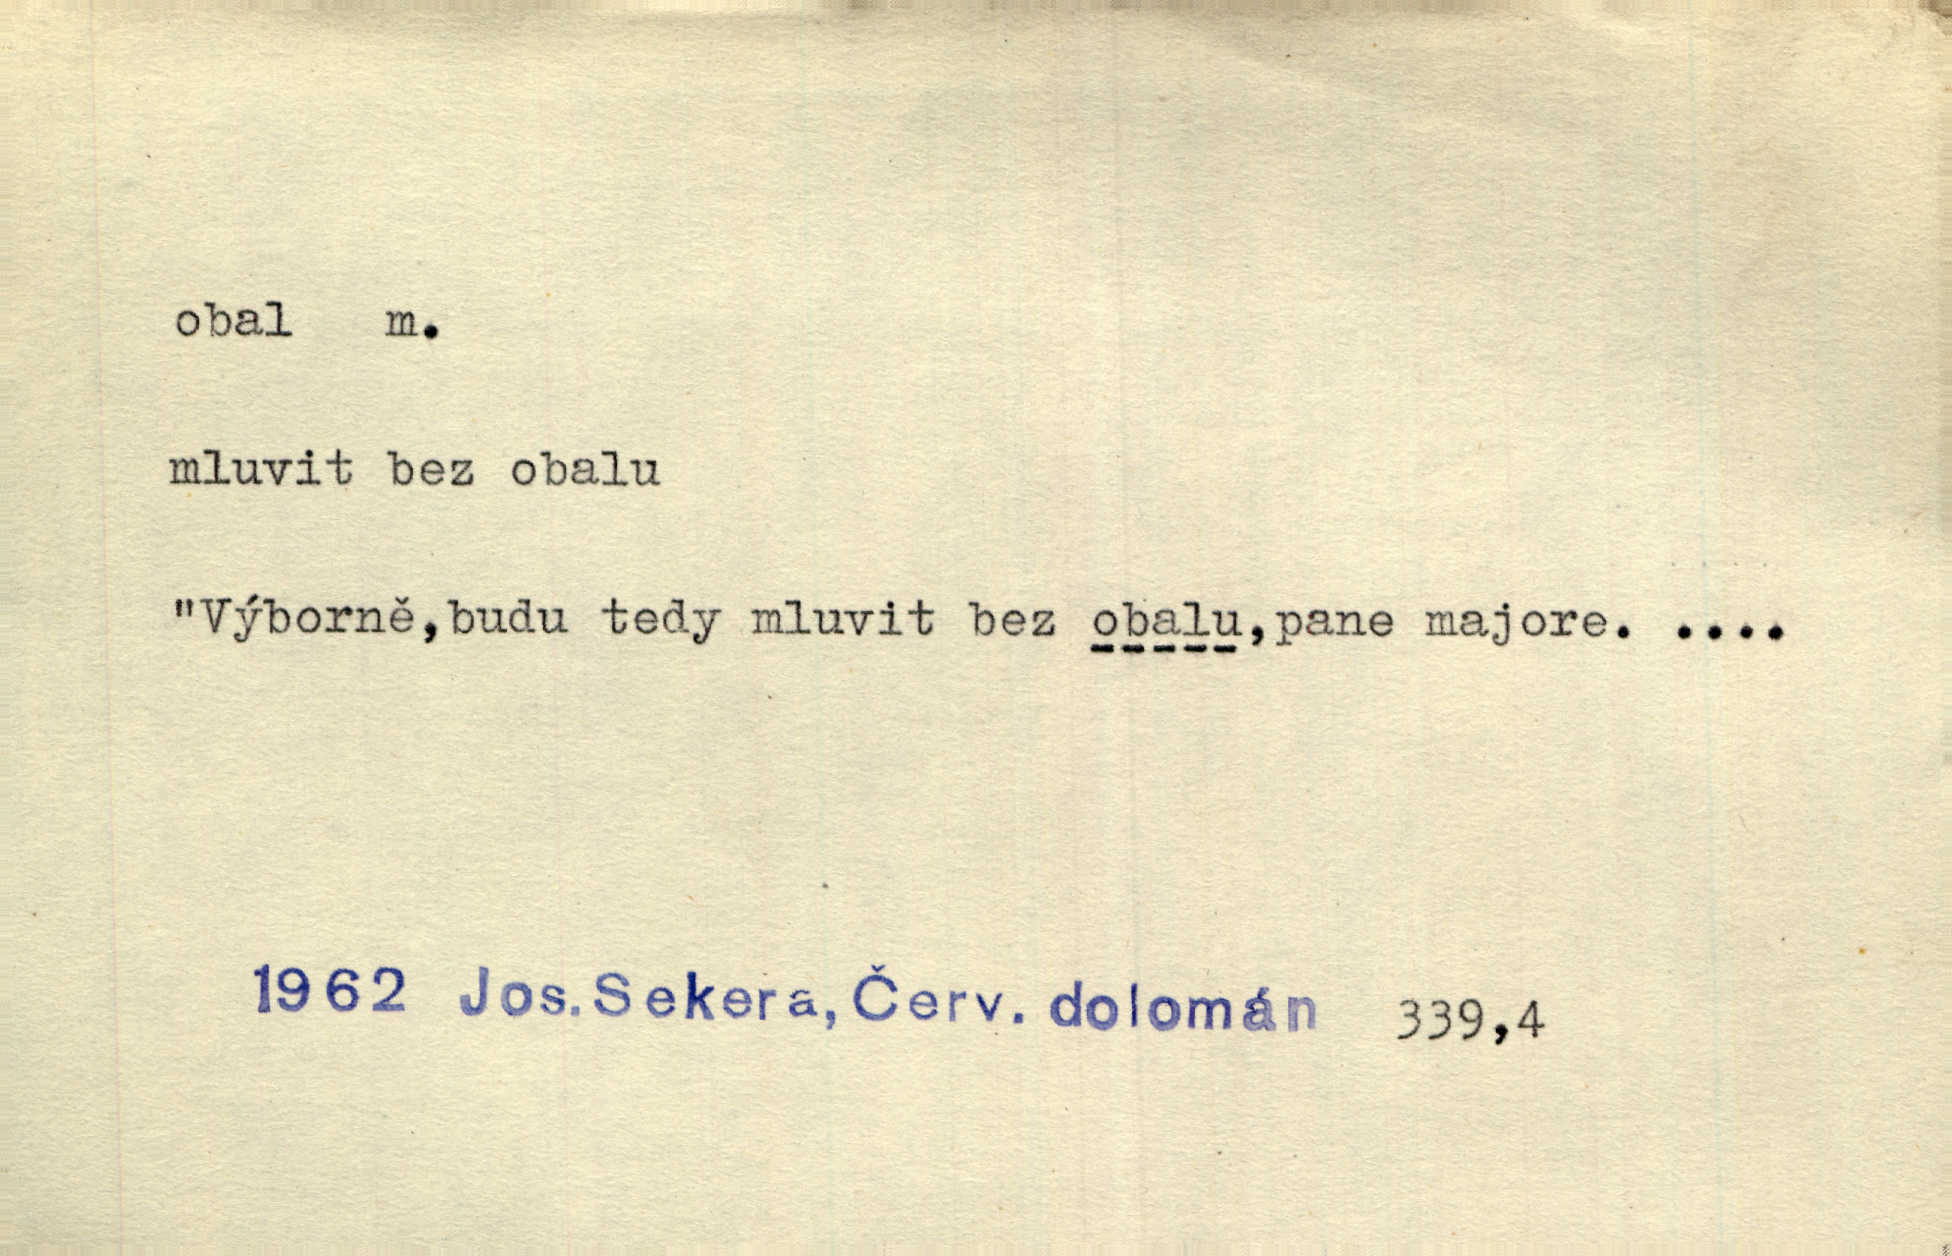 obal m.
mluvit bez obalu
"Výborně,budu tedy mluvit bez obalu,pane majore. ....
1962 Jos.Sekera,Červ. dolomán 339,4